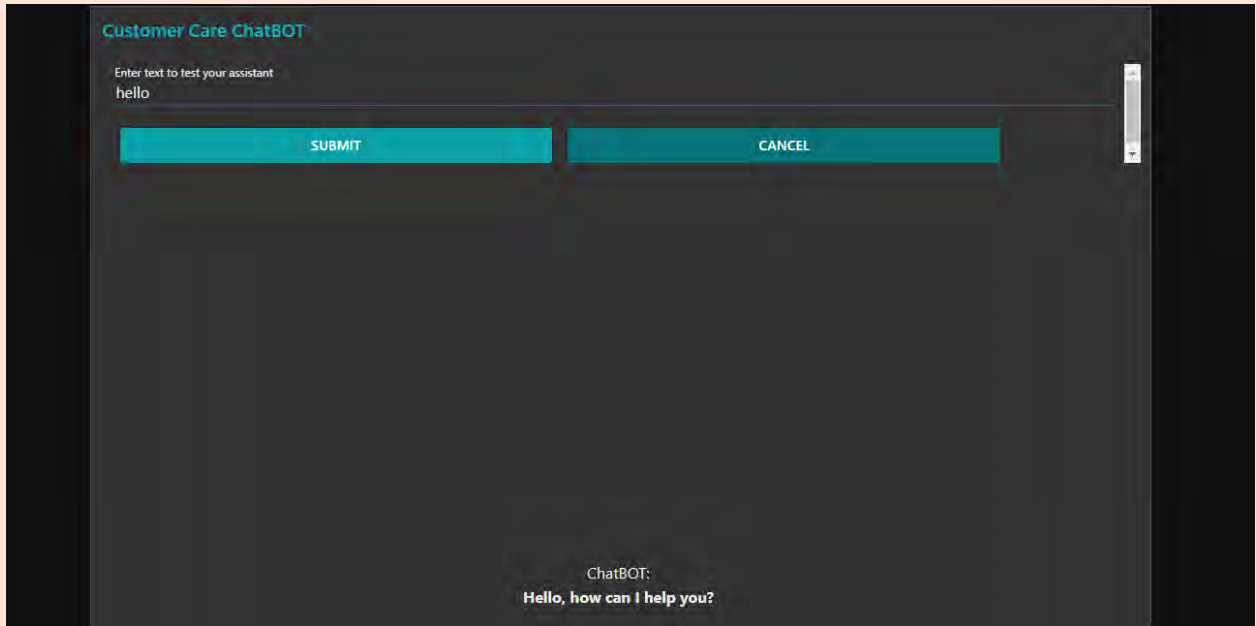 Customer Care ChatBOT
Enter text to test your assistant
hello
SUBMIT CANCEL
ChatBOT:
Hello, how can I help you?